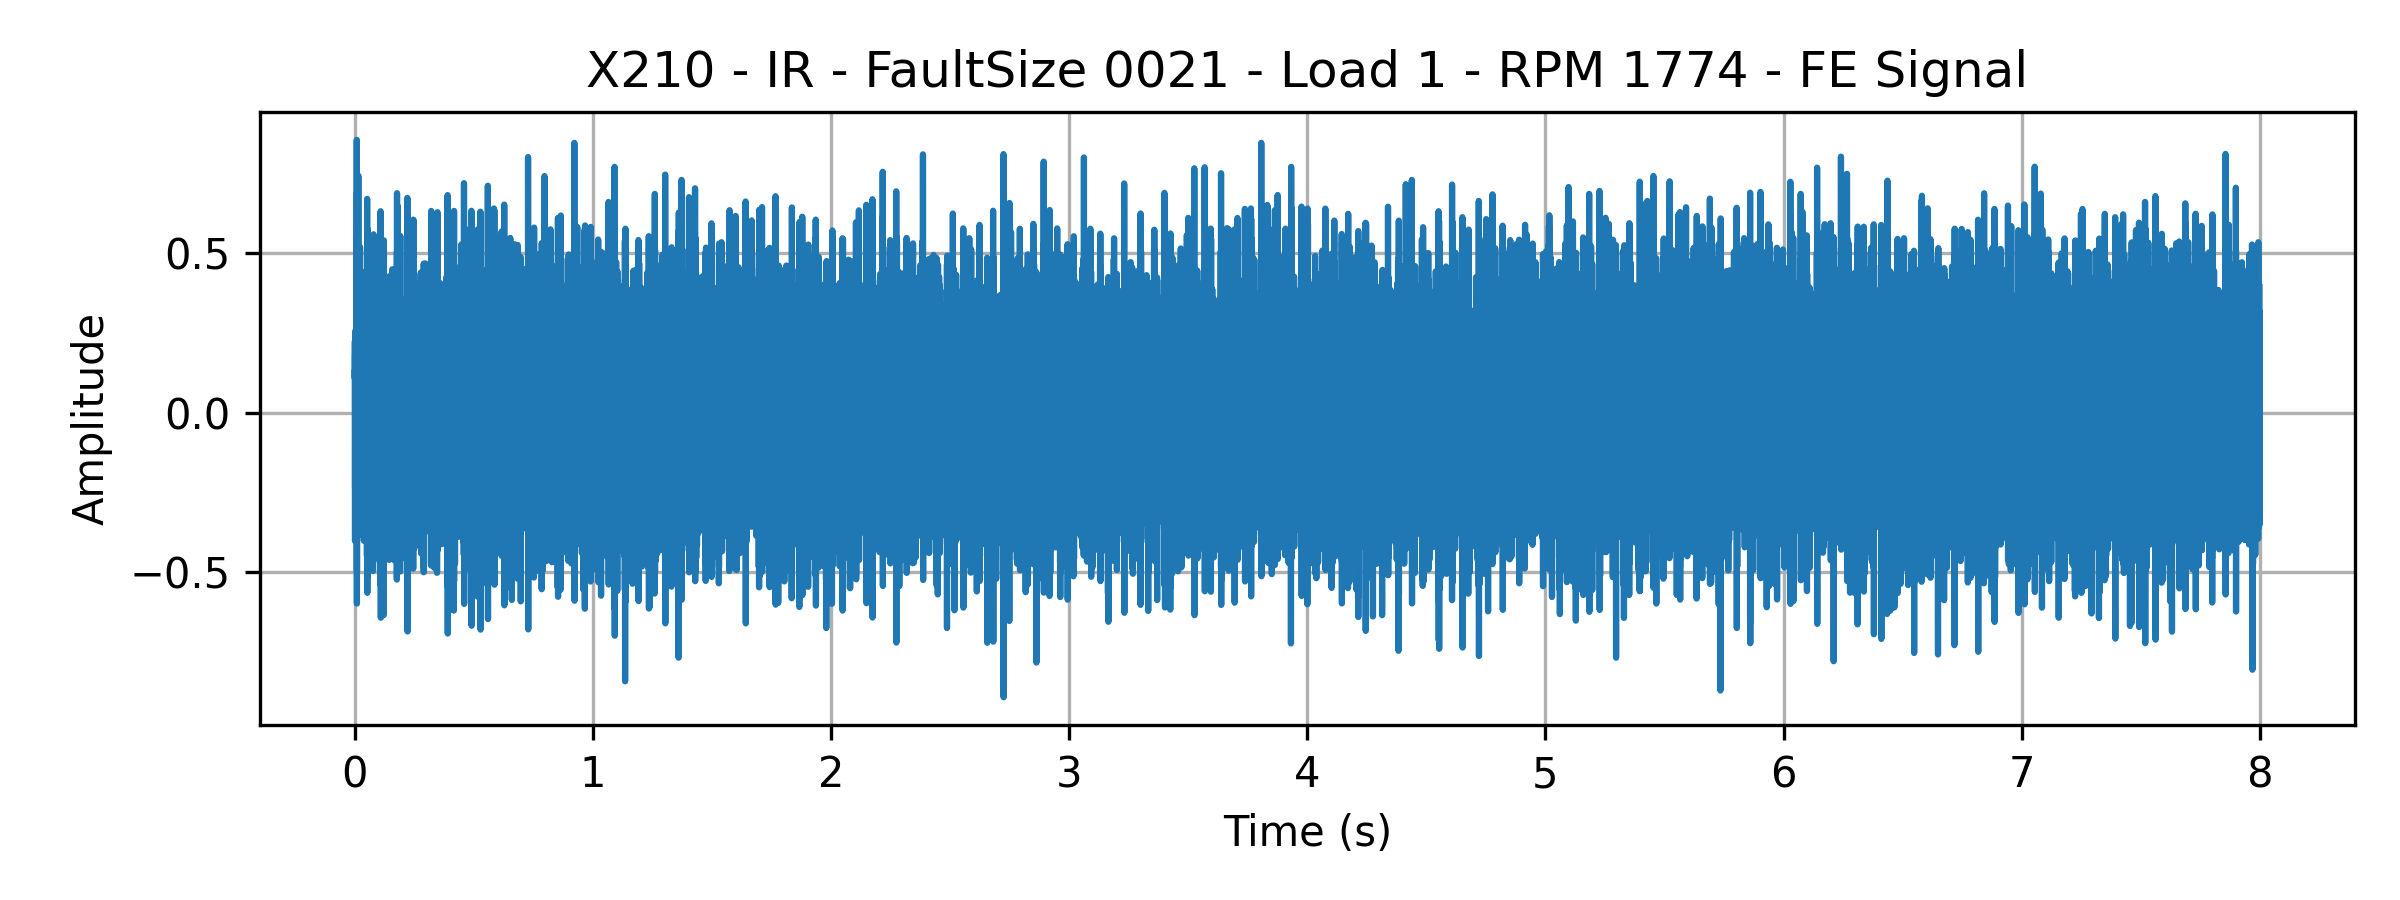 X210 - IR - FaultSize 0021 - Load 1 - RPM 1774 - FE Signal
Amplitude
0.5
0.0
−0.5
0 1 2 3 4 5 6 7 8
Time (s)